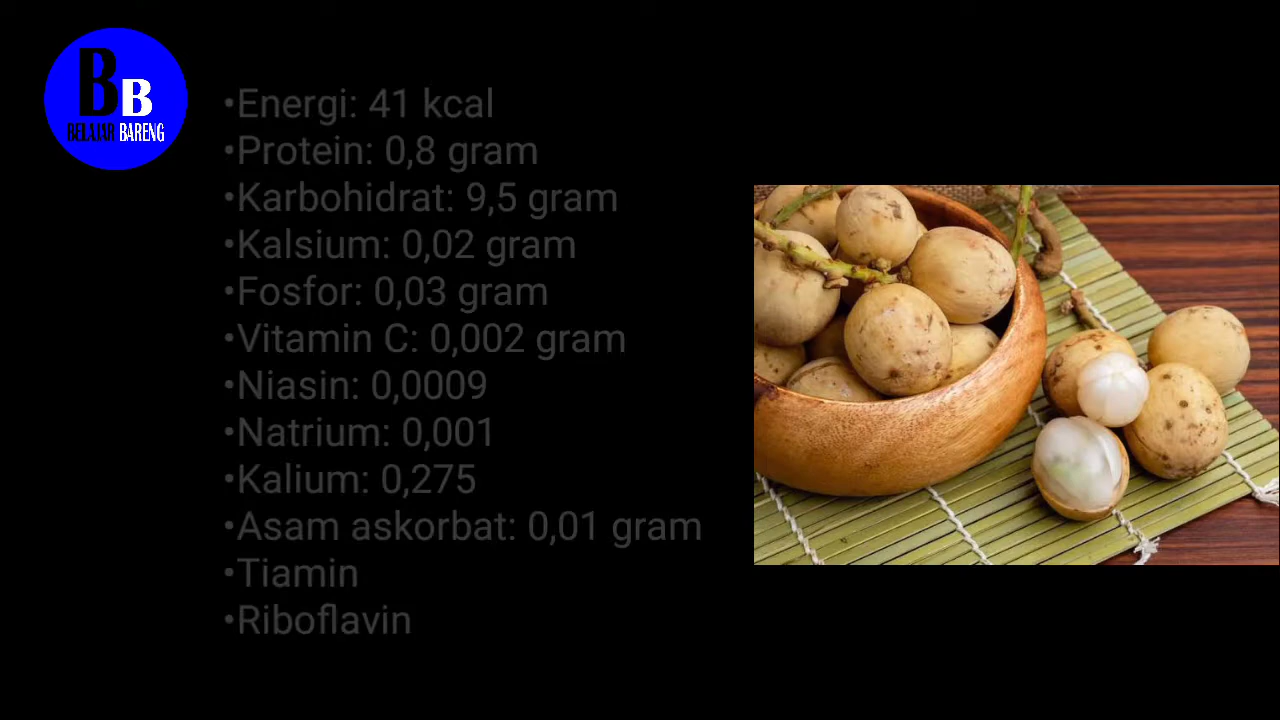 B
B
BELAJAR BARENG
•Energi: 41 kcal
•Protein: 0,8 gram
•Karbohidrat: 9,5 gram
•Kalsium: 0,02 gram
•Fosfor: 0,03 gram
•Vitamin C: 0,002 gram
•Niasin: 0,0009
•Natrium: 0,001
•Kalium: 0,275
•Asam askorbat: 0,01 gram
•Tiamin
•Riboflavin